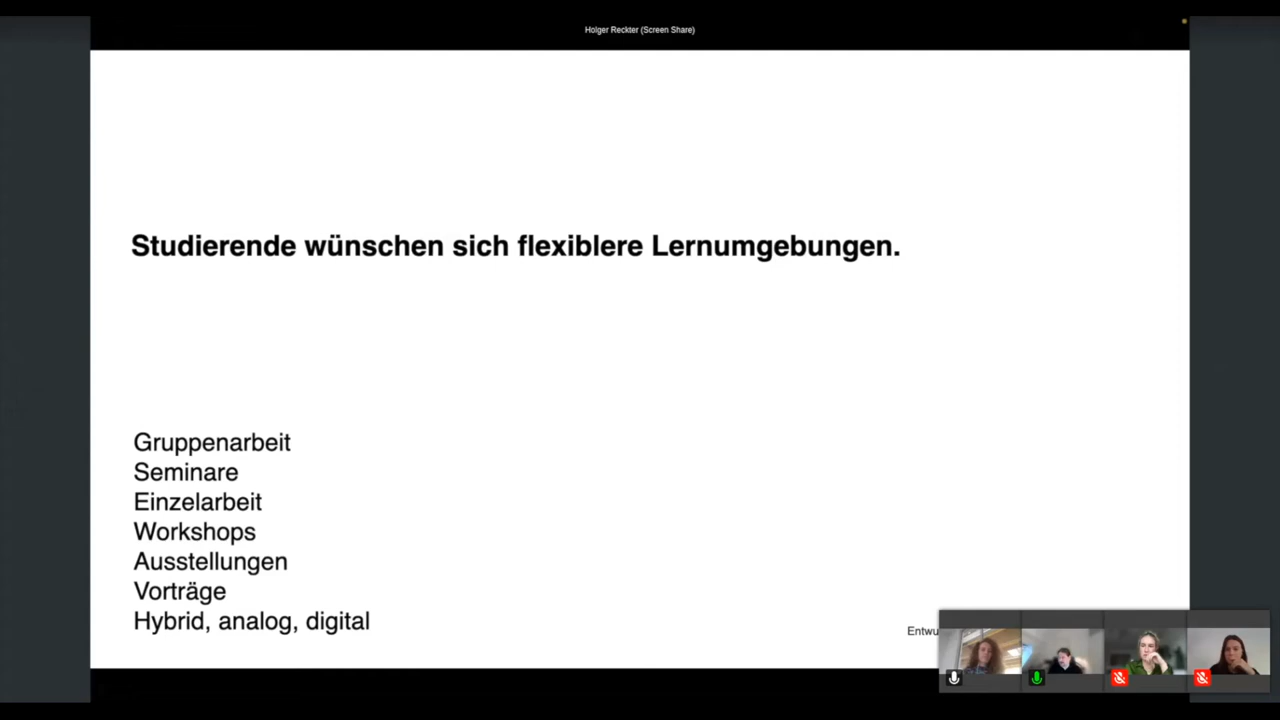 Holger Reckter (Screen Share)
Studierende wünschen sich flexiblere Lernumgebungen.
Gruppenarbeit
Seminare
Einzelarbeit
Workshops
Ausstellungen
Vorträge
Hybrid, analog, digital